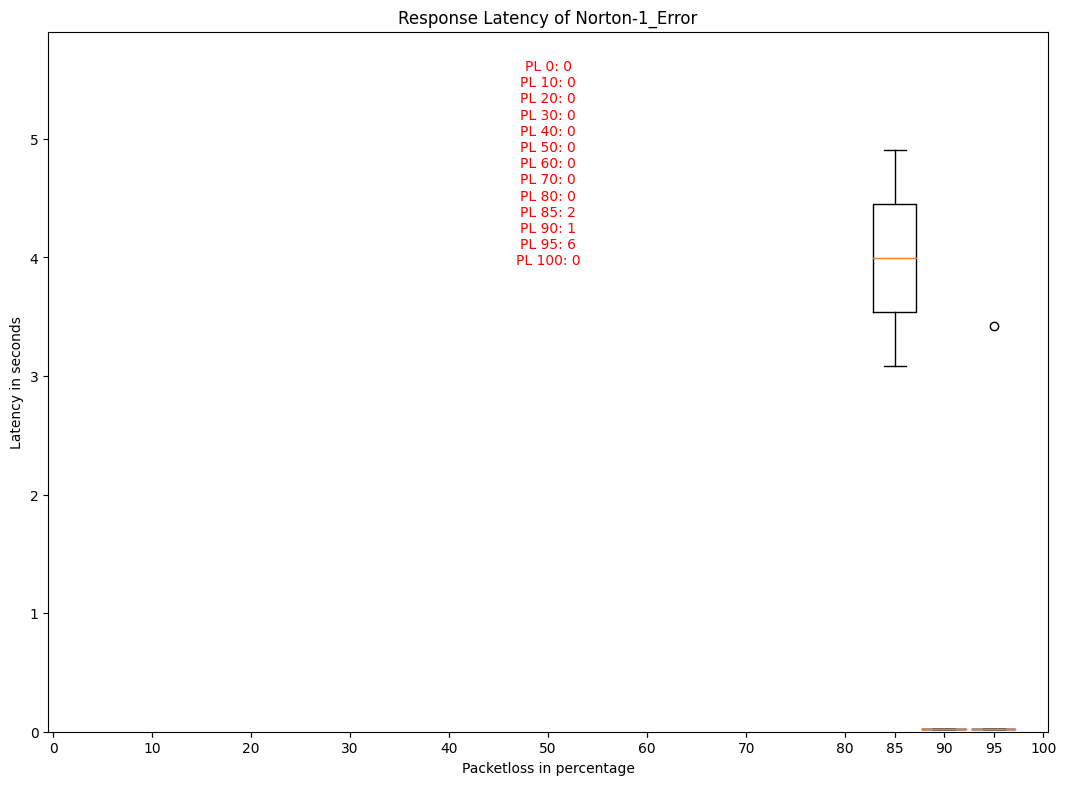 Response Latency of Norton-1_Error
PL 0: 0
PL 10: 0
PL 20: 0
PL 30: 0
PL 40: 0
PL 50: 0
PL 60: 0
PL 70: 0
PL 80: 0
PL 85: 2
PL 90: 1
PL 95: 6
PL 100: 0
Latency in seconds
5
4
3
2
1
0
0 10 20 30 40 50 60 70 80 85 90 95 100
Packetloss in percentage